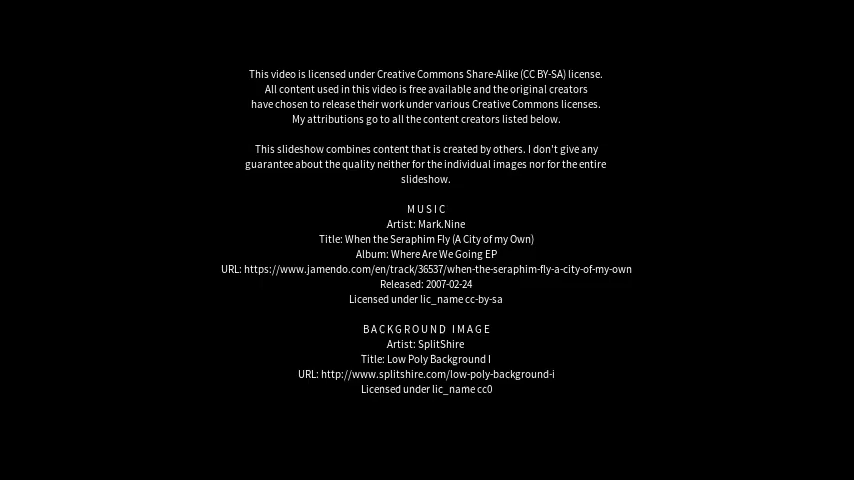 This video is licensed under Creative Commons Share-Alike (CC BY-SA) license.
All content used in this video is free available and the original creators
have chosen to release their work under various Creative Commons licenses.
My attributions go to all the content creators listed below.
This slideshow combines content that is created by others. I don't give any
guarantee about the quality neither for the individual images nor for the entire
slideshow.
MUSIC
Artist: Mark.Nine
Title: When the Seraphim Fly (A City of my Own)
Album: Where Are We Going EP
URL: https://www.jamendo.com/en/track/36537/when-the-seraphim-fly-a-city-of-my-own
Released: 2007-02-24
Licensed under lic_name cc-by-sa
BACKGROUND IMAGE
Artist: SplitShire
Title: Low Poly Background I
URL: http://www.splitshire.com/low-poly-background-i
Licensed under lic_name cc0